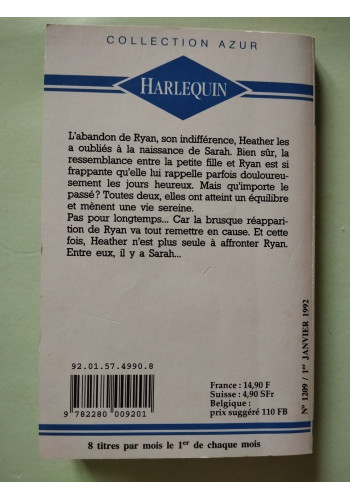 COLLECTION AZUR
HARLEQUIN
L'abandon de Ryan, son indifférence, Heather les
a oubliés à la naissance de Sarah. Bien sûr, la
ressemblance entre la petite fille et Ryan est si
frappante qu'elle lui rappelle parfois douloureu-
sement les jours heureux. Mais qu'importe le
passé? Toutes deux, elles ont atteint un équilibre
et mènent une vie sereine.
Pas pour longtemps... Car la brusque réappari-
tion de Ryan va tout remettre en cause. Et cette
fois, Heather n'est plus seule à affronter Ryan.
Entre eux, il y a Sarah...
92.01.57.4990.8
9 782280 009201
France : 14,90 F
Suisse : 4,90 SFr
Belgique :
prix suggéré 110 FB
N° 1209 / 1er JANVIER 1992
8 titres par mois le 1er de chaque mois